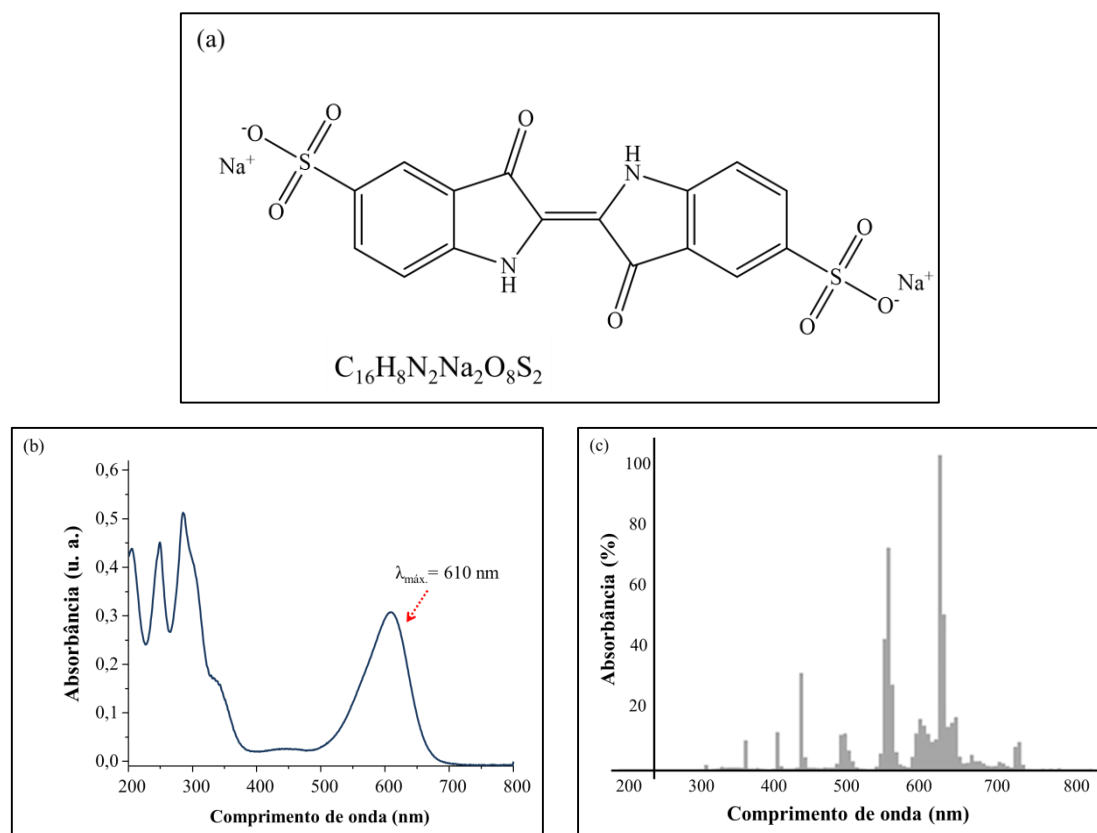 (a)
O
H
N
-O
O
Na+
S
O
O
Na+
S
N
H
O-
O
O
C16H8N2Na2O8S2
(b)
0,6
0,5
0,4
0,3
0,2
0,1
0,0
λmáx.= 610 nm
Absorbância (u. a.)
200 300 400 500 600 700 800
Comprimento de onda (nm)
(c)
100
80
60
40
20
Absorbância (%)
200 300 400 500 600 700 800
Comprimento de onda (nm)